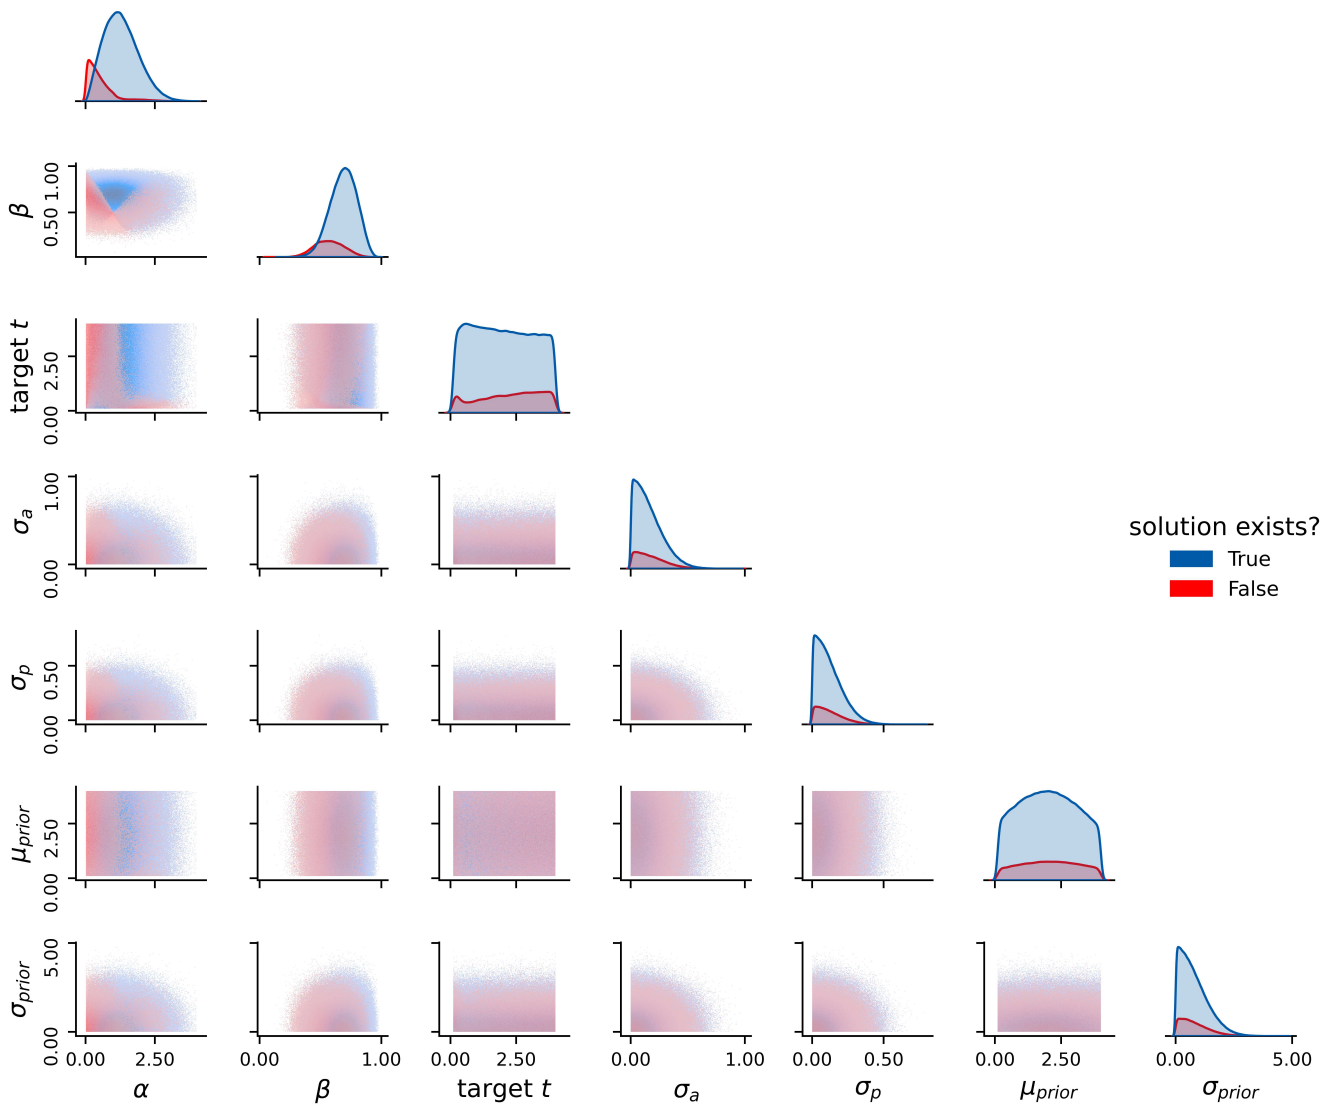 β
0.50 1.00
target t
0.00 2.50
σa
0.00 1.00
solution exists?
True
False
σp
0.00 0.50
μprior
0.00 2.50
σprior
0.00 5.00
0.00 2.50 0.00 1.00 0.00 2.50 0.00 1.00 0.00 0.50 0.00 2.50 0.00 5.00
α β target t σa σp μprior σprior